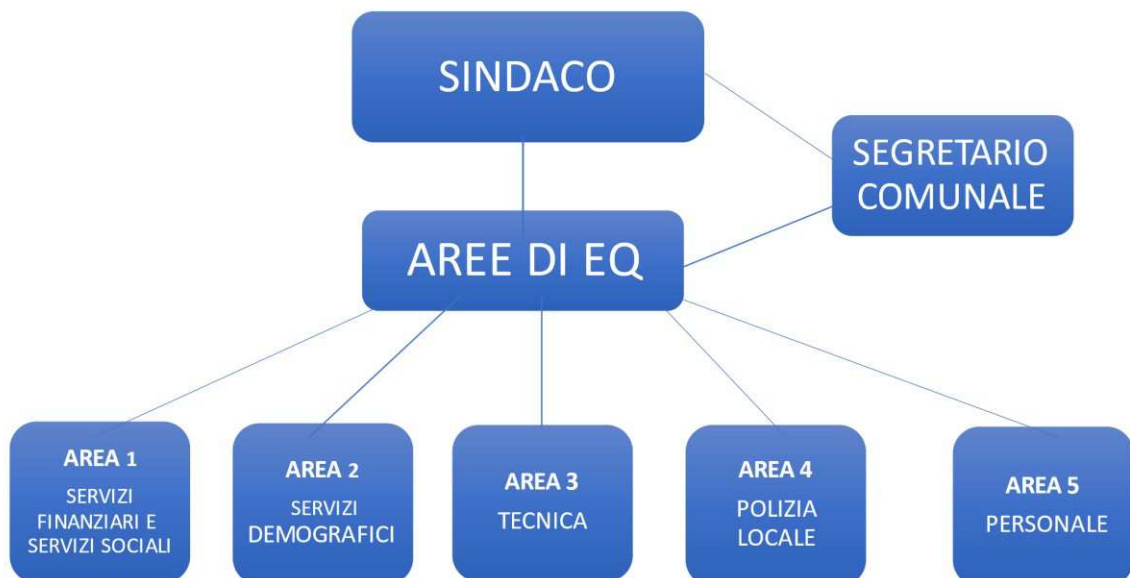 SINDACO
SEGRETARIO
COMUNALE
AREE DI EQ
AREA 1
SERVIZI
FINANZIARI E
SERVIZI SOCIALI
AREA 2
SERVIZI
DEMOGRAFICI
AREA 3
TECNICA
AREA 4
POLIZIA
LOCALE
AREA 5
PERSONALE